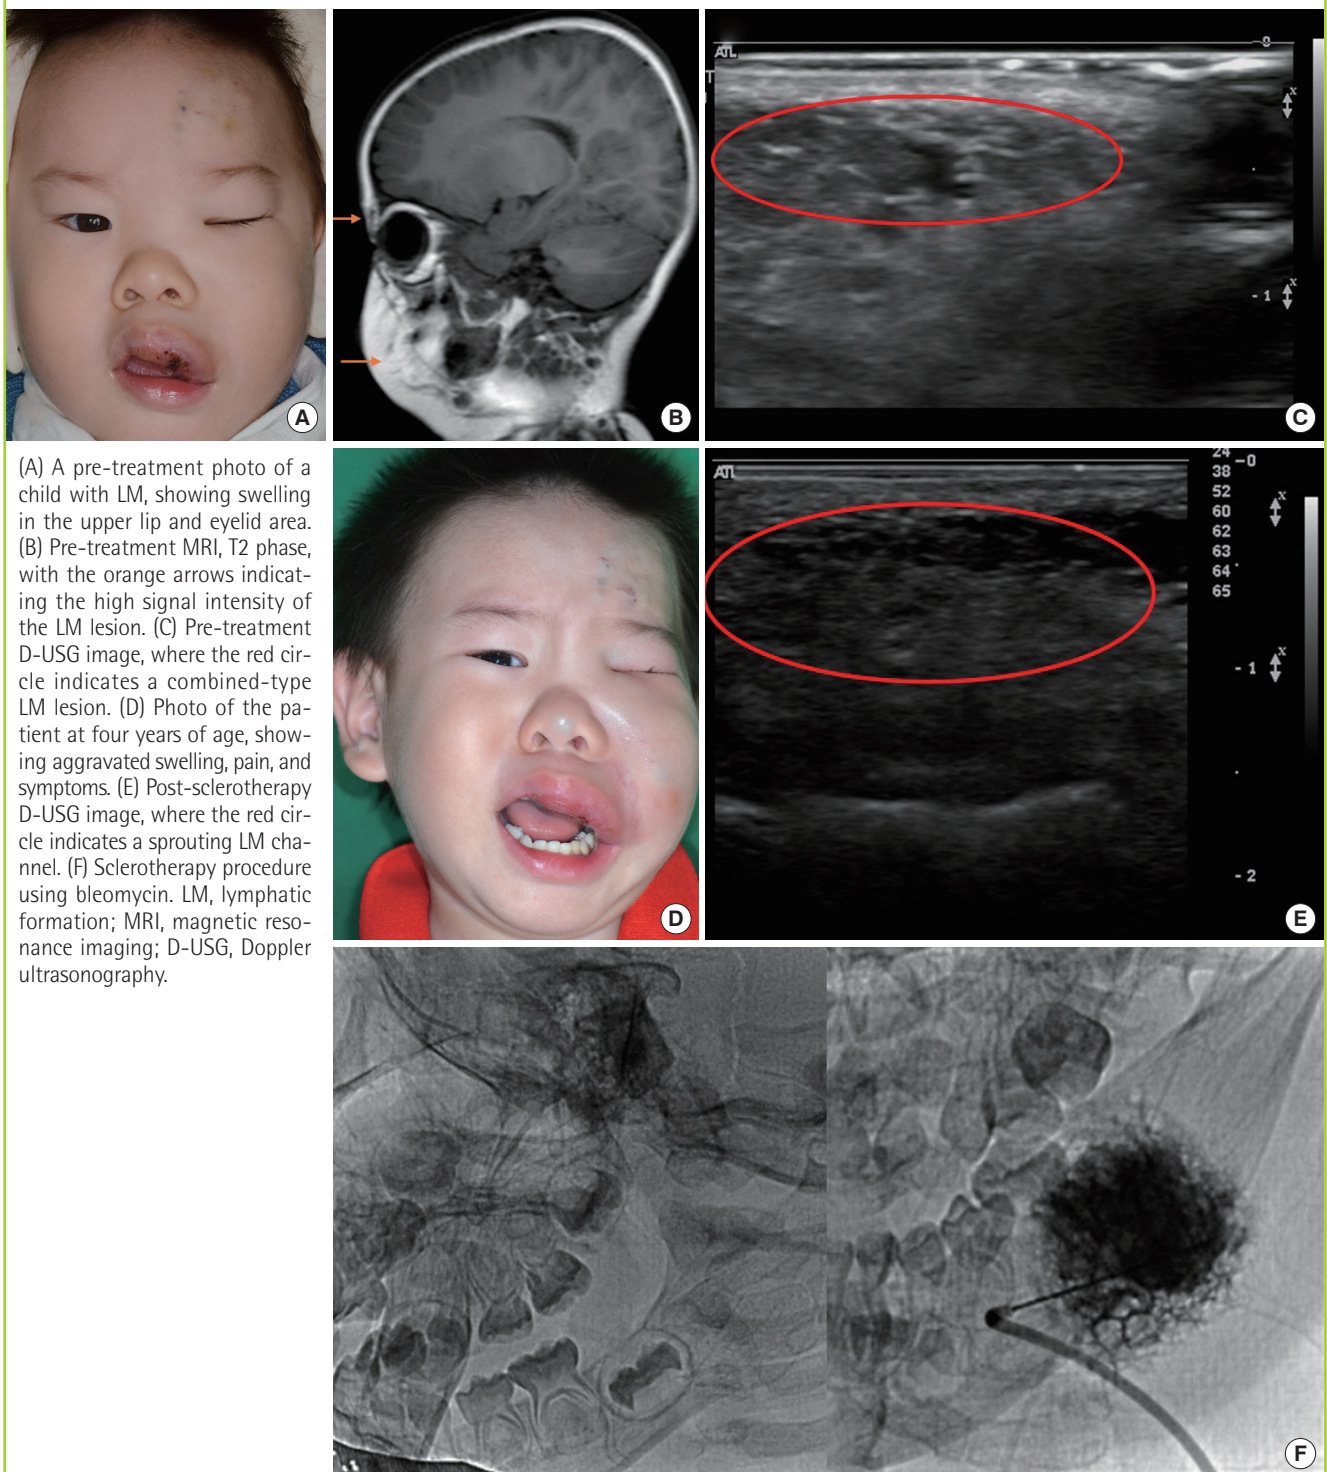 ATL
-0
T
x
A
B
- 1
x
C
(A) A pre-treatment photo of a
child with LM, showing swelling
in the upper lip and eyelid area.
(B) Pre-treatment MRI, T2 phase,
with the orange arrows indicat-
ing the high signal intensity of
the LM lesion. (C) Pre-treatment
D-USG image, where the red cir-
cle indicates a combined-type
LM lesion. (D) Photo of the pa-
tient at four years of age, show-
ing aggravated swelling, pain, and
symptoms. (E) Post-sclerotherapy
D-USG image, where the red cir-
cle indicates a sprouting LM cha-
nnel. (F) Sclerotherapy procedure
using bleomycin. LM, lymphatic
formation; MRI, magnetic reso-
nance imaging; D-USG, Doppler
ultrasonography.
D
ATL
24
-0
38
52
x
60
62
63
64
65
- 1
x
- 2
E
F